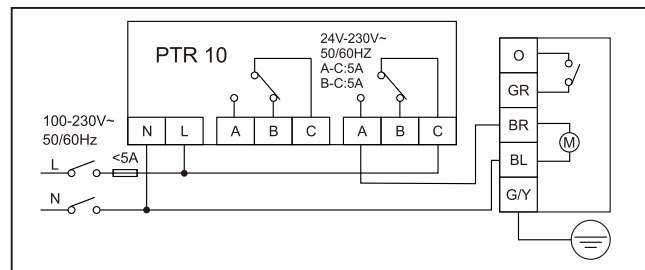 PTR 10
24V-230V~
50/60HZ
A-C:5A
B-C:5A
100-230V~
50/60Hz
N L A B C A B C
L <5A
N
O
GR
BR
M
BL
G/Y